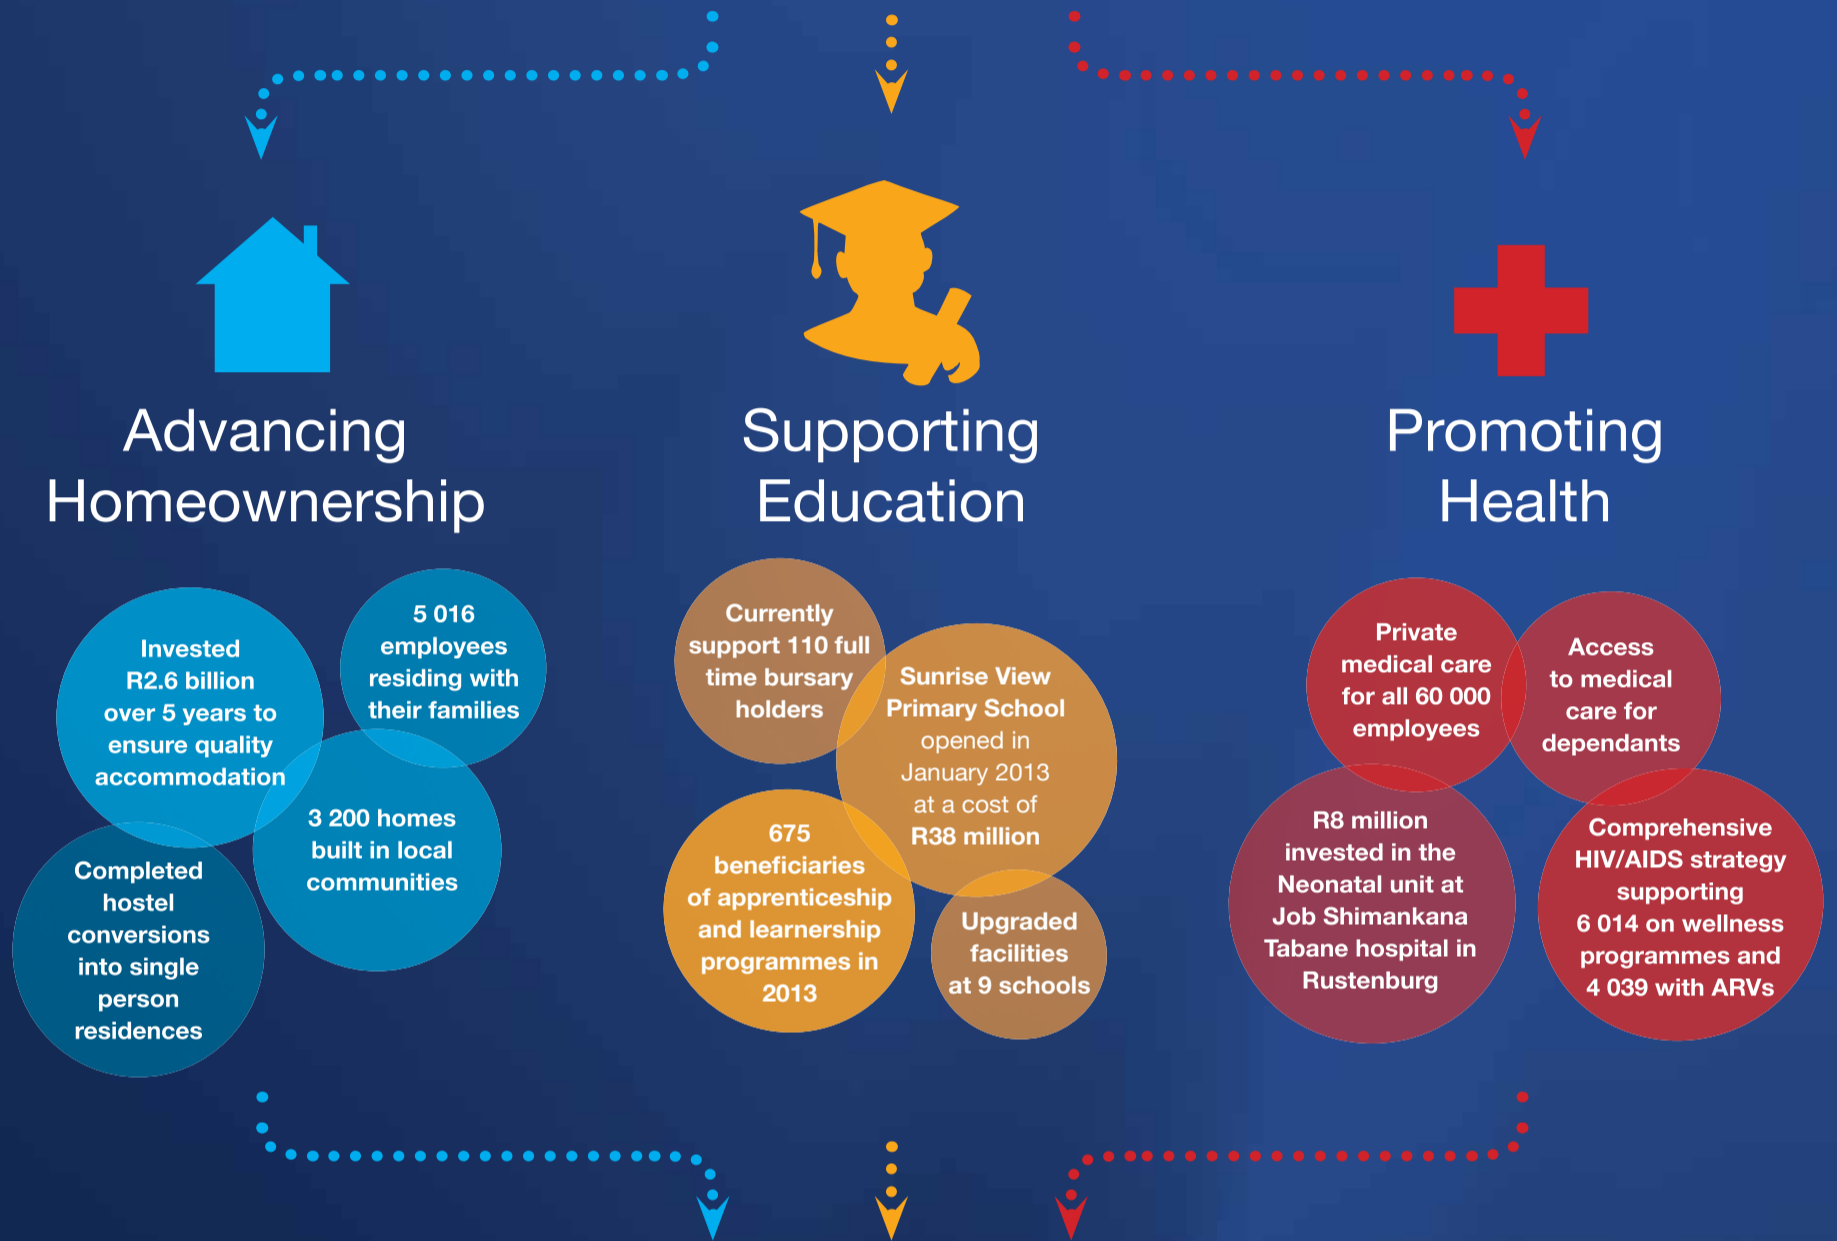 Advancing
Homeownership
Invested
R2.6 billion
over 5 years to
ensure quality
accommodation
5 016
employees
residing with
their families
3 200 homes
built in local
communities
Completed
hostel
conversions
into single
person
residences
Supporting
Education
Currently
support 110 full
time bursary
holders
Sunrise View
Primary School
opened in
January 2013
at a cost of
R38 million
675
beneficiaries
of apprenticeship
and learnership
programmes in
2013
Upgraded
facilities
at 9 schools
Promoting
Health
Private
medical care
for all 60 000
employees
Access
to medical
care for
dependants
R8 million
invested in the
Neonatal unit at
Job Shimankana
Tabane hospital in
Rustenburg
Comprehensive
HIV/AIDS strategy
supporting
6 014 on wellness
programmes and
4 039 with ARVs